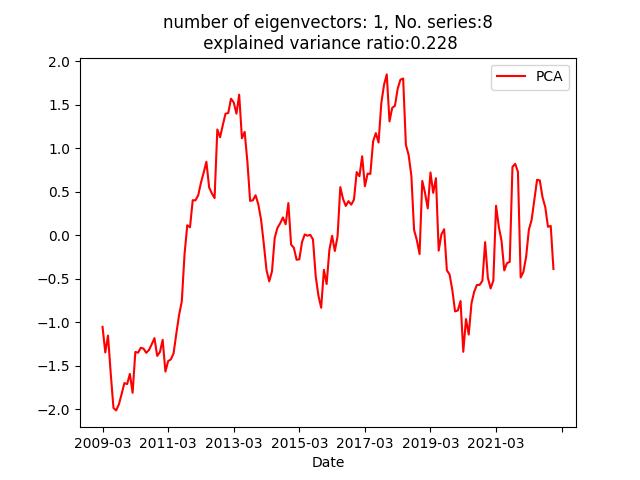 number of eigenvectors: 1, No. series:8
explained variance ratio:0.228
PCA
2.0
1.5
1.0
0.5
0.0
−0.5
−1.0
−1.5
−2.0
2009-03 2011-03 2013-03 2015-03 2017-03 2019-03 2021-03
Date